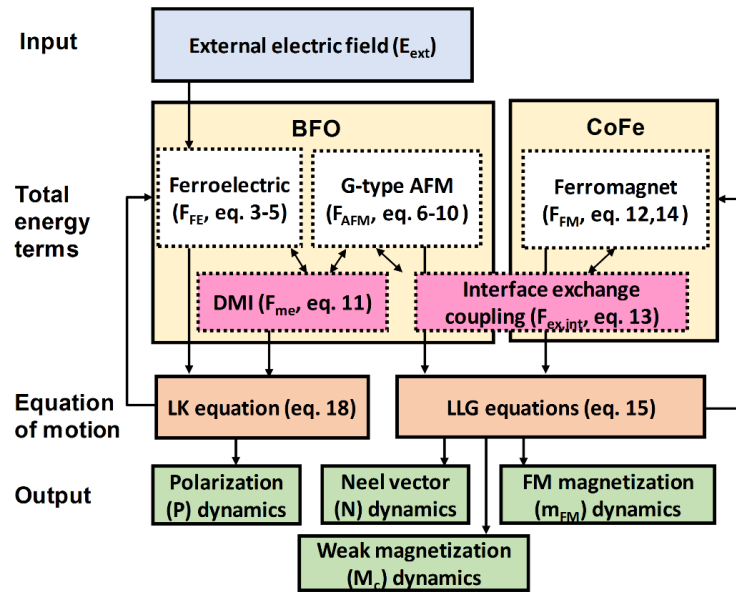 Input
External electric field (E_ext)
BFO
CoFe
Total
energy
terms
Ferroelectric
(F_FE, eq. 3-5)
G-type AFM
(F_AFM, eq. 6-10)
Ferromagnet
(F_FM, eq. 12,14)
DMI (F_me, eq. 11)
Interface exchange
coupling (F_ex,int, eq. 13)
Equation
of motion
LK equation (eq. 18)
LLG equations (eq. 15)
Output
Polarization
(P) dynamics
Neel vector
(N) dynamics
FM magnetization
(m_FM) dynamics
Weak magnetization
(M_c) dynamics